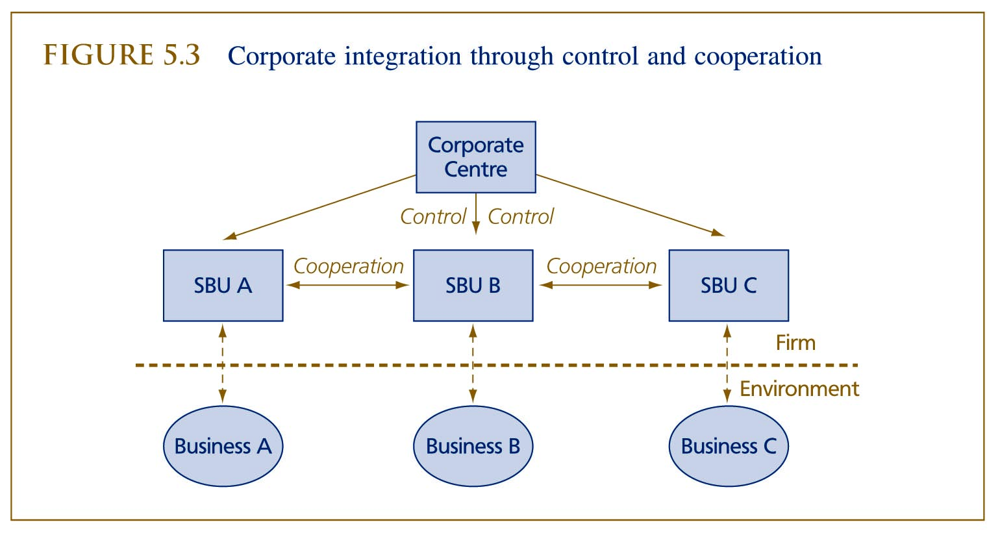 FIGURE 5.3 Corporate integration through control and cooperation
Corporate
Centre
Control Control
Cooperation Cooperation
SBU A SBU B SBU C
Firm
Environment
Business A Business B Business C